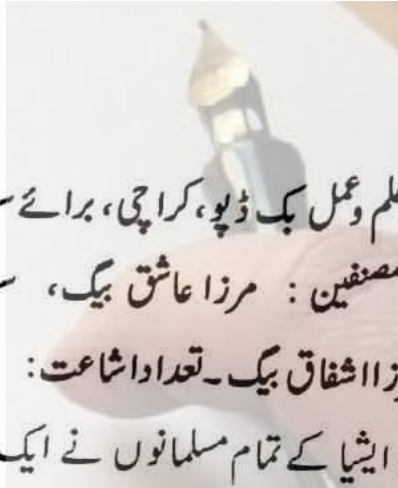 علم وعمل بک ڈپو، کراچی، برائے
مصنفین : مرزا عاشق بیگ،
مرزا اشفاق بیگ۔تعداد اشاعت:
ایشیا کے تمام مسلمانوں نے ایک